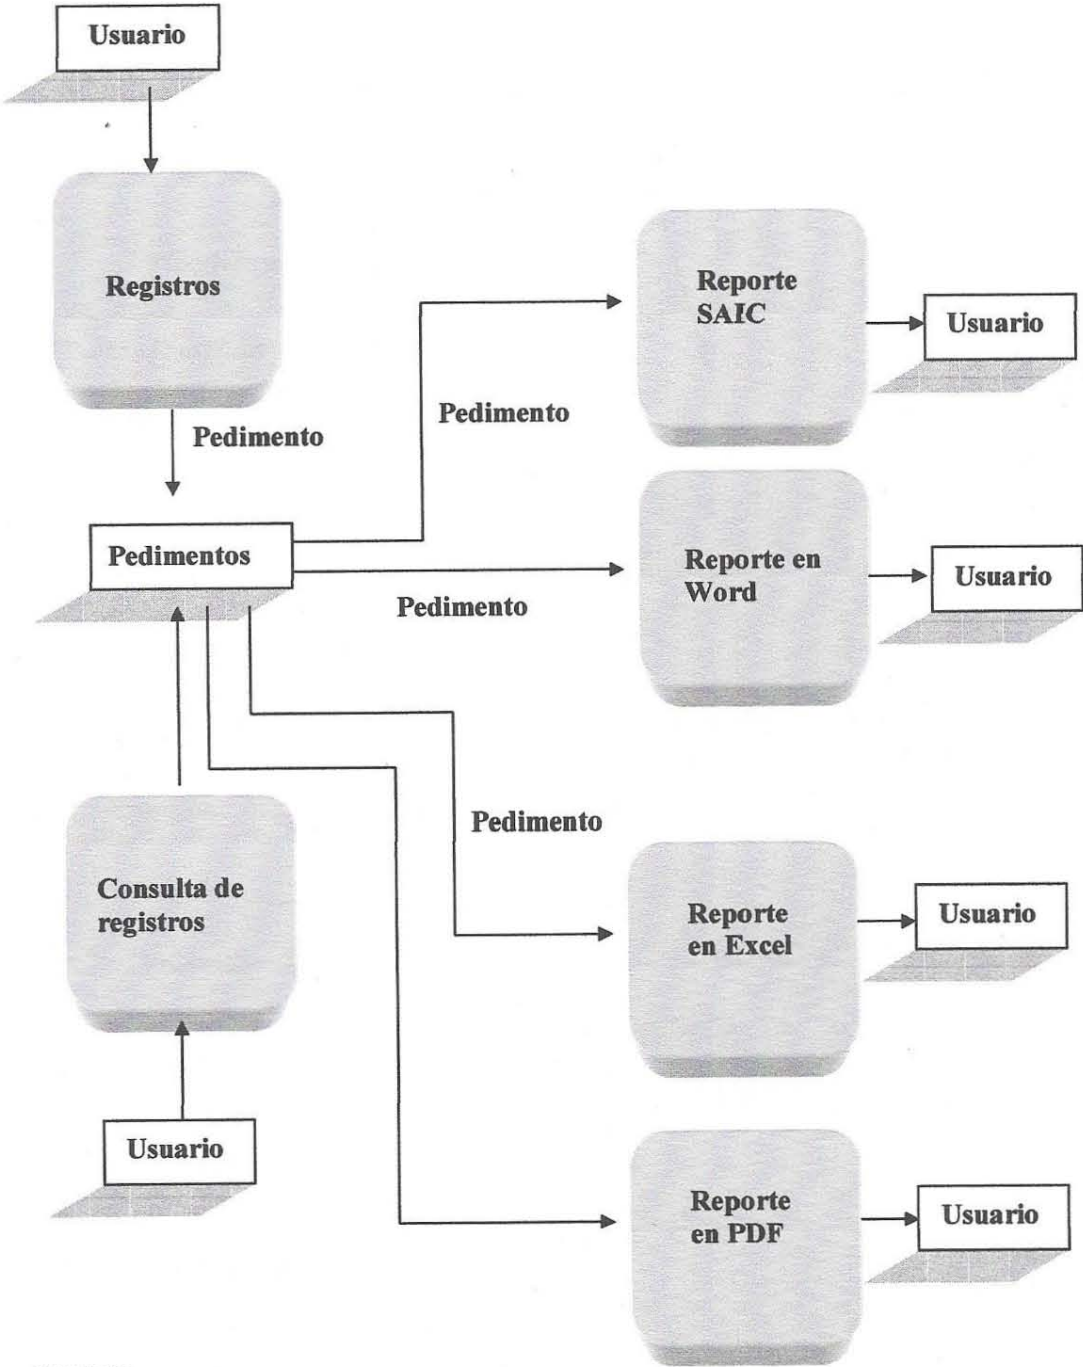 Usuario
Registros
Reporte
SAIC
Usuario
Pedimento
Pedimento
Pedimentos
Reporte en
Word
Usuario
Pedimento
Pedimento
Consulta de
registros
Reporte
en Excel
Usuario
Usuario
Reporte
en PDF
Usuario